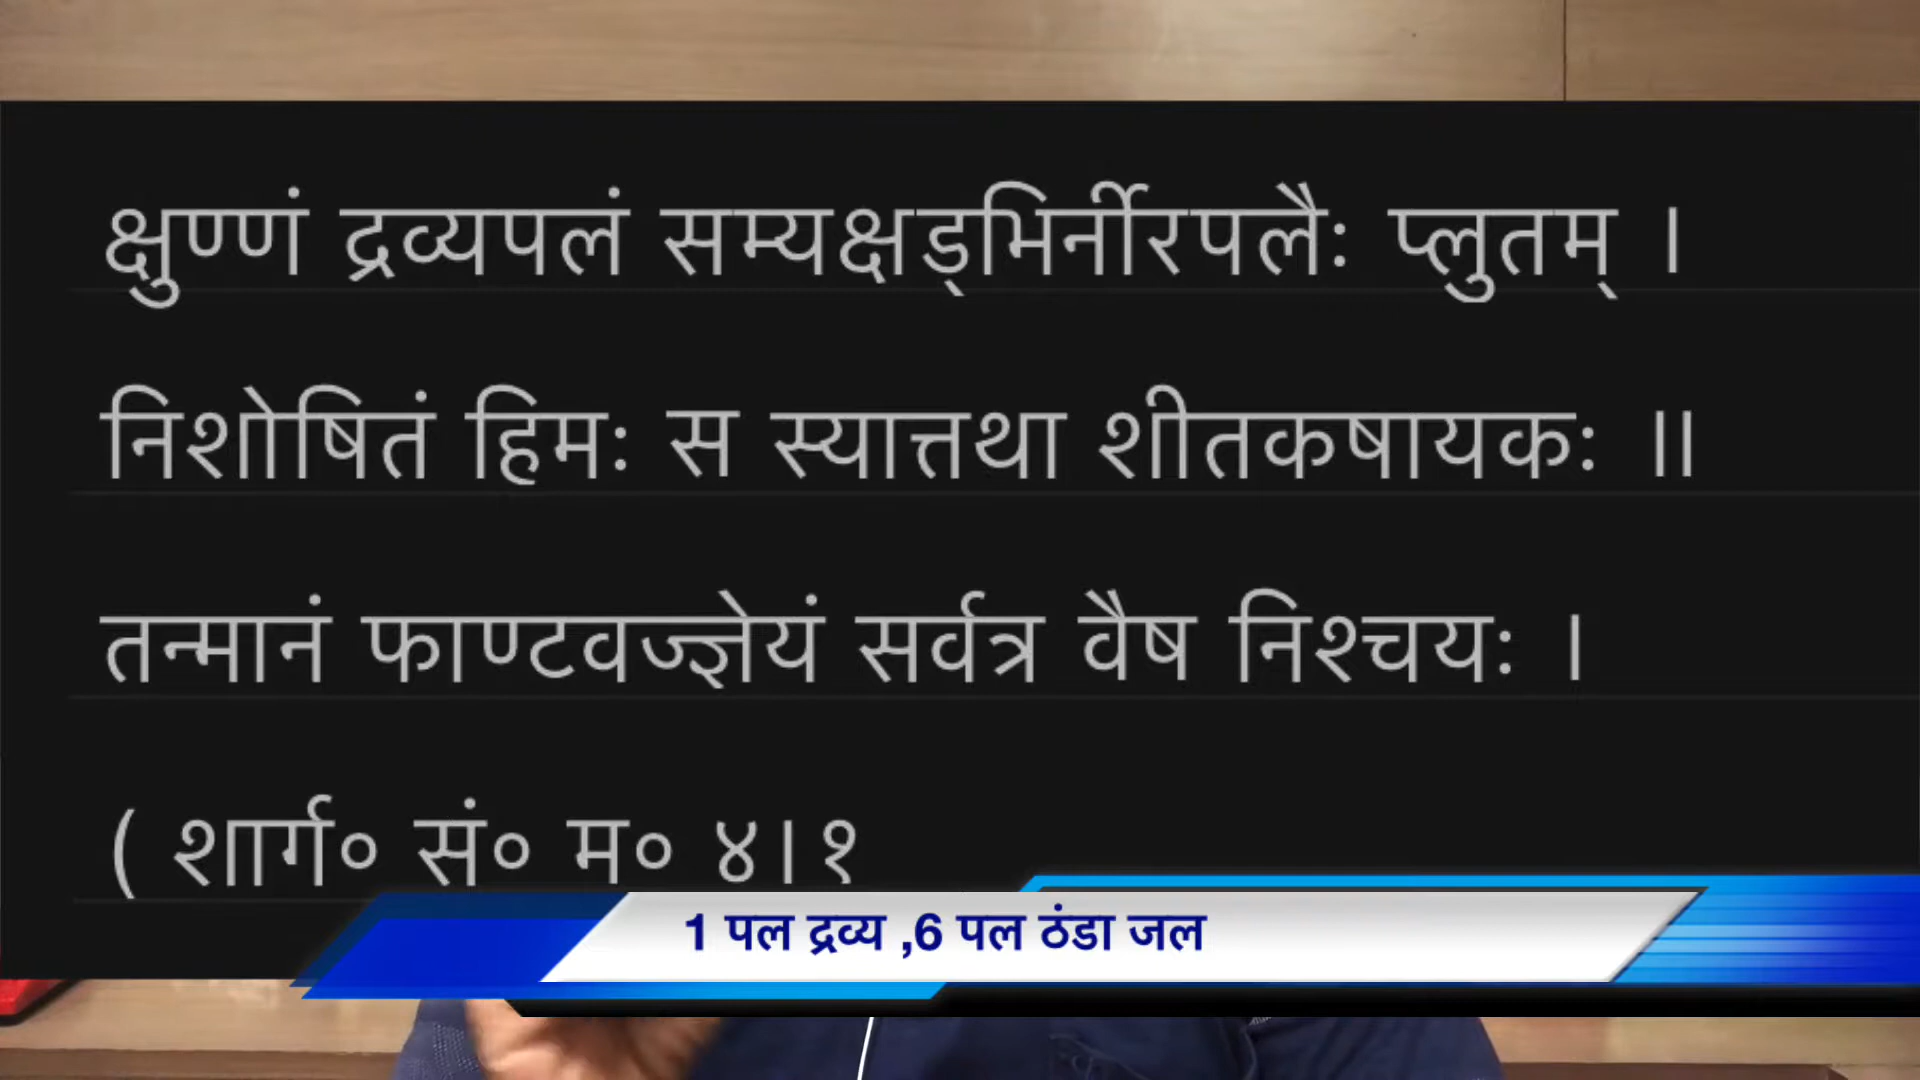 क्षुण्णं द्रव्यपलं सम्यक्षड्भिर्नीरपलैः प्लुतम् ।
निशोषितं हिमः स स्यात्तथा शीतकषायकः ॥
तन्मानं फाण्टवज्ज्ञेयं सर्वत्र वैष निश्चयः ।
( शार्ग० सं० म० ४।१
1 पल द्रव्य ,6 पल ठंडा जल